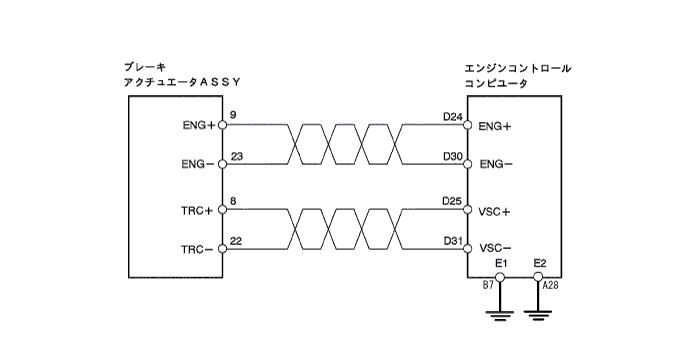 ブレーキ
アクチュエータASSY
エンジンコントロール
コンピュータ
ENG+ 9 D24 ENG+
ENG− 23 D30 ENG−
TRC+ 8 D25 VSC+
TRC− 22 D31 VSC−
E1 E2
B7 A28